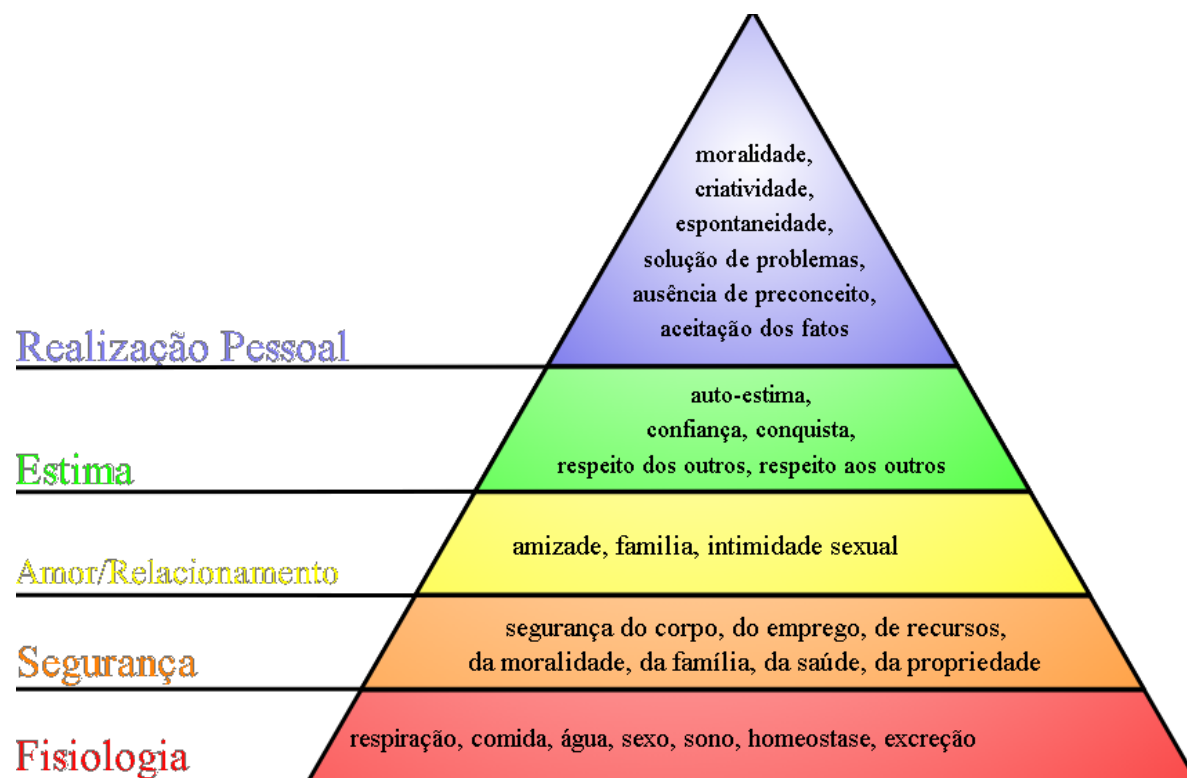 moralidade,
criatividade,
espontaneidade,
solução de problemas,
ausência de preconceito,
aceitação dos fatos
Realização Pessoal
auto-estima,
confiança, conquista,
respeito dos outros, respeito aos outros
Estima
amizade, familia, intimidade sexual
Amor/Relacionamento
segurança do corpo, do emprego, de recursos,
da moralidade, da família, da saúde, da propriedade
Segurança
respiração, comida, água, sexo, sono, homeostase, excreção
Fisiologia